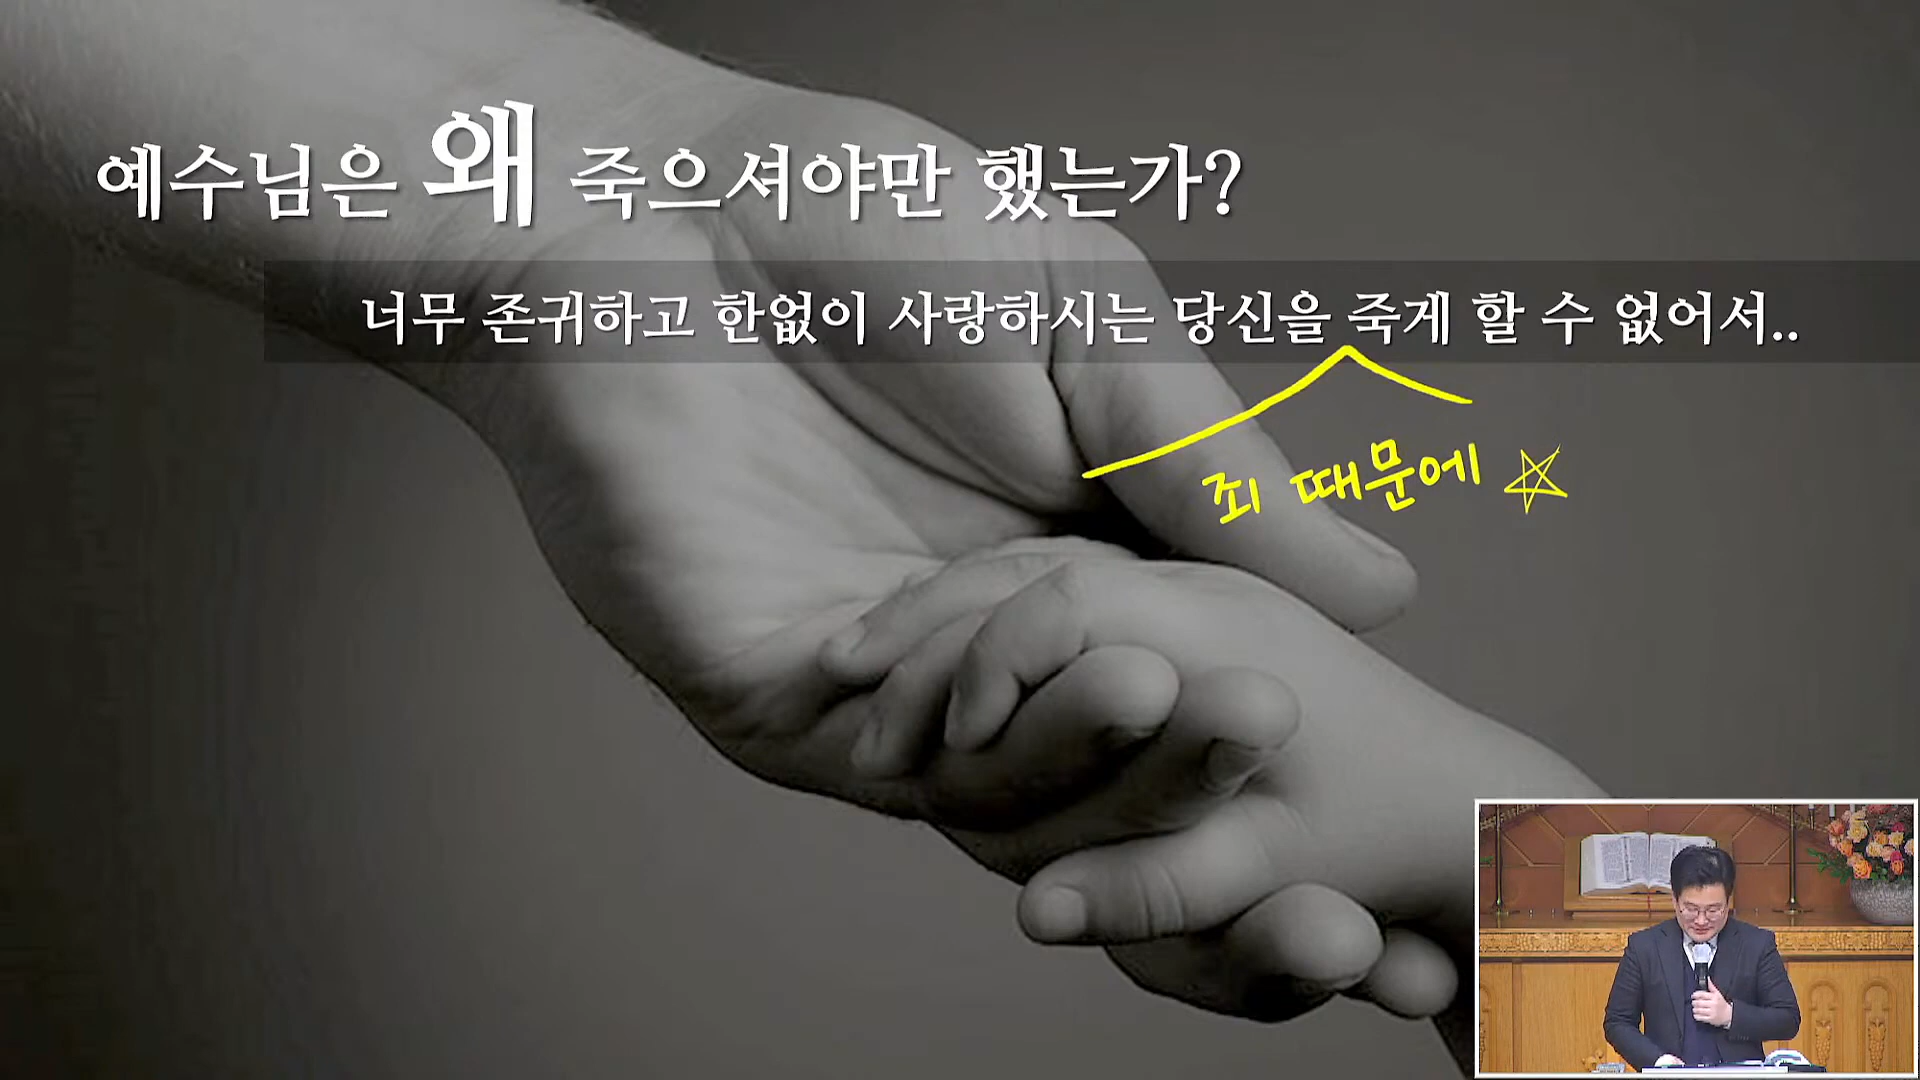 예수님은 왜 죽으셔야만 했는가?
너무 존귀하고 한없이 사랑하시는 당신을 죽게 할 수 없어서..
죄 때문에